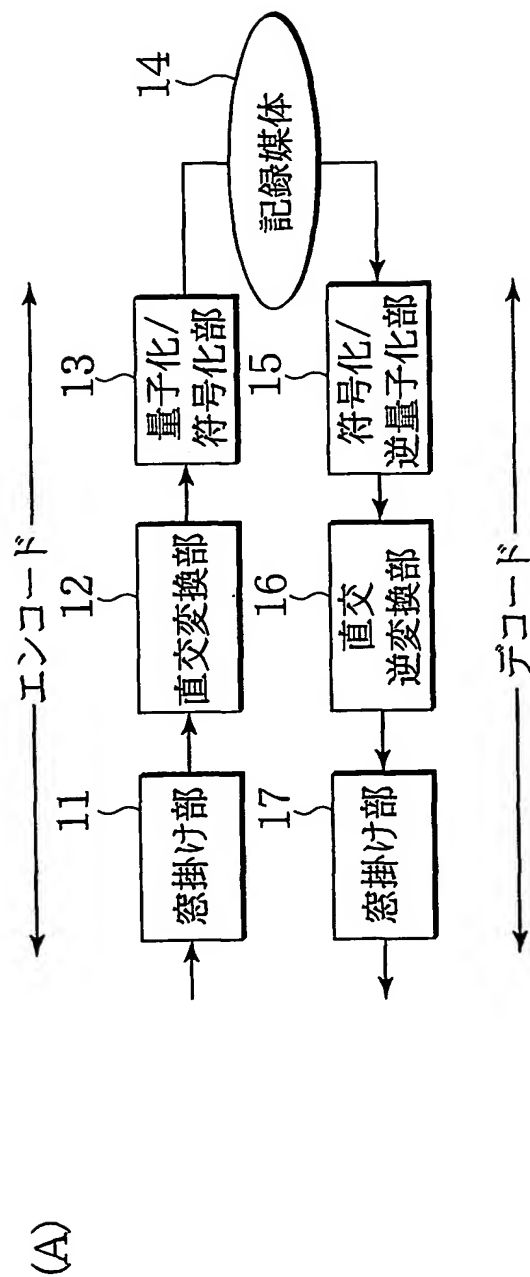 (A)
エンコード
11
窓掛け部
12
直交変換部
13
量子化/
符号化部
14
記録媒体
15
符号化/
逆量子化部
16
直交
逆変換部
17
窓掛け部
デコード